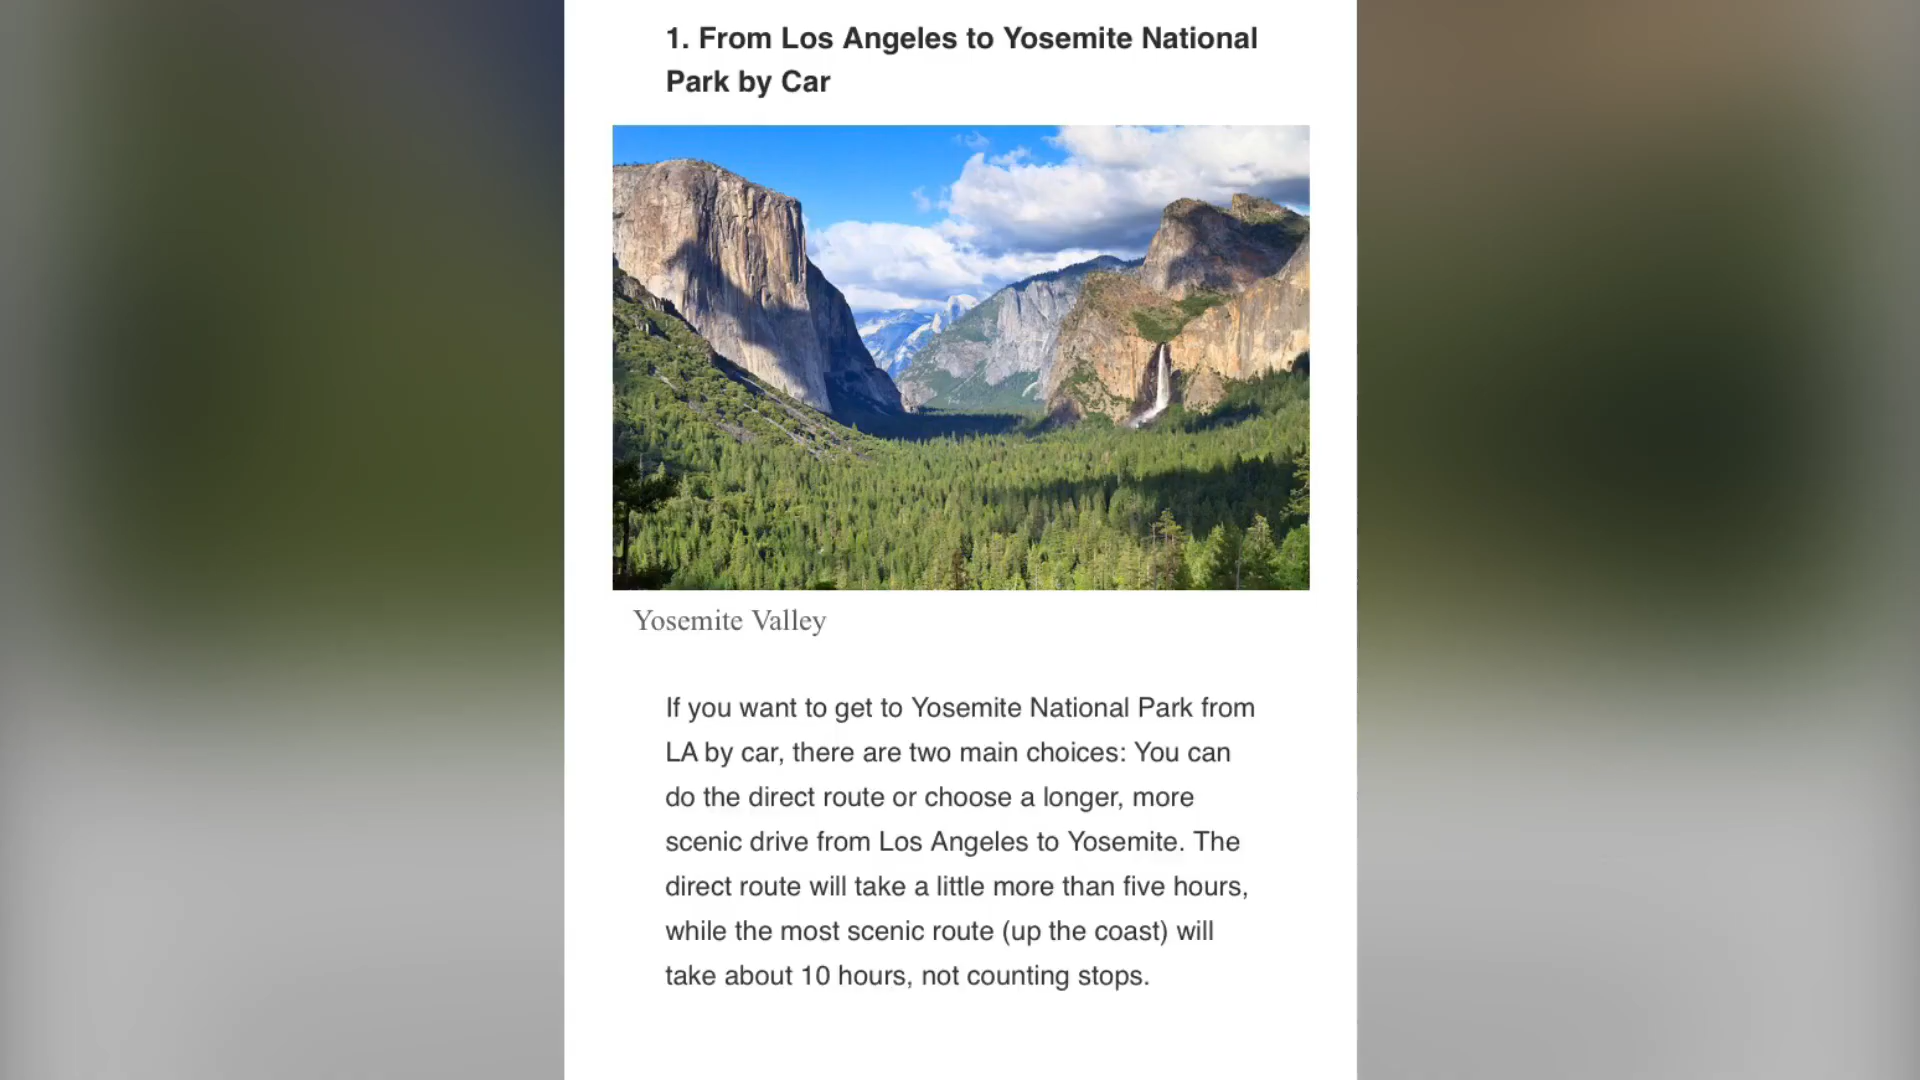 1. From Los Angeles to Yosemite National
Park by Car
Yosemite Valley
If you want to get to Yosemite National Park from
LA by car, there are two main choices: You can
do the direct route or choose a longer, more
scenic drive from Los Angeles to Yosemite. The
direct route will take a little more than five hours,
while the most scenic route (up the coast) will
take about 10 hours, not counting stops.